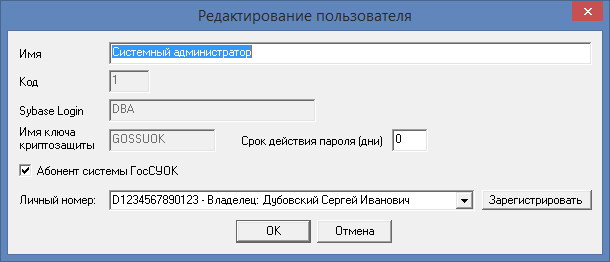 Редактирование пользователя
Имя Системный администратор
Код 1
Sybase Login DBA
Имя ключа
криптозащиты GOSSUOK Срок действия пароля (дни) 0
Абонент системы ГосСУОК
Личный номер: D1234567890123 - Владелец: Дубовский Сергей Иванович Зарегистрировать
OK Отмена